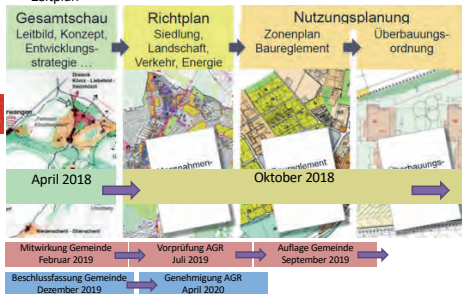 Gesamtschau
Leitbild, Konzept,
Entwicklungs-
strategie ...
Richtplan
Siedlung,
Landschaft,
Verkehr, Energie
Nutzungsplanung
Zonenplan
Baureglement
Überbauungs-
ordnung
April 2018
Oktober 2018
Mitwirkung Gemeinde
Februar 2019
Vorprüfung AGR
Juli 2019
Auflage Gemeinde
September 2019
Beschlussfassung Gemeinde
Dezember 2019
Genehmigung AGR
April 2020